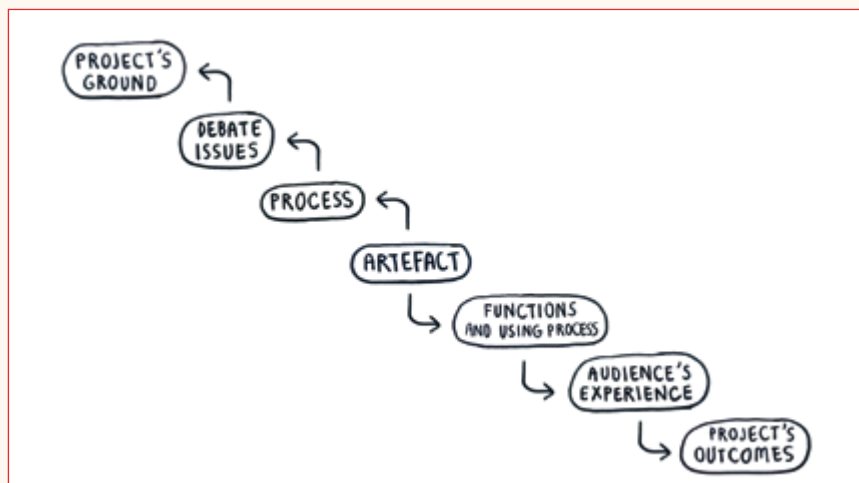 PROJECT'S
GROUND
DEBATE
ISSUES
PROCESS
ARTEFACT
FUNCTIONS
AND USING PROCESS
AUDIENCE'S
EXPERIENCE
PROJECT'S
OUTCOMES